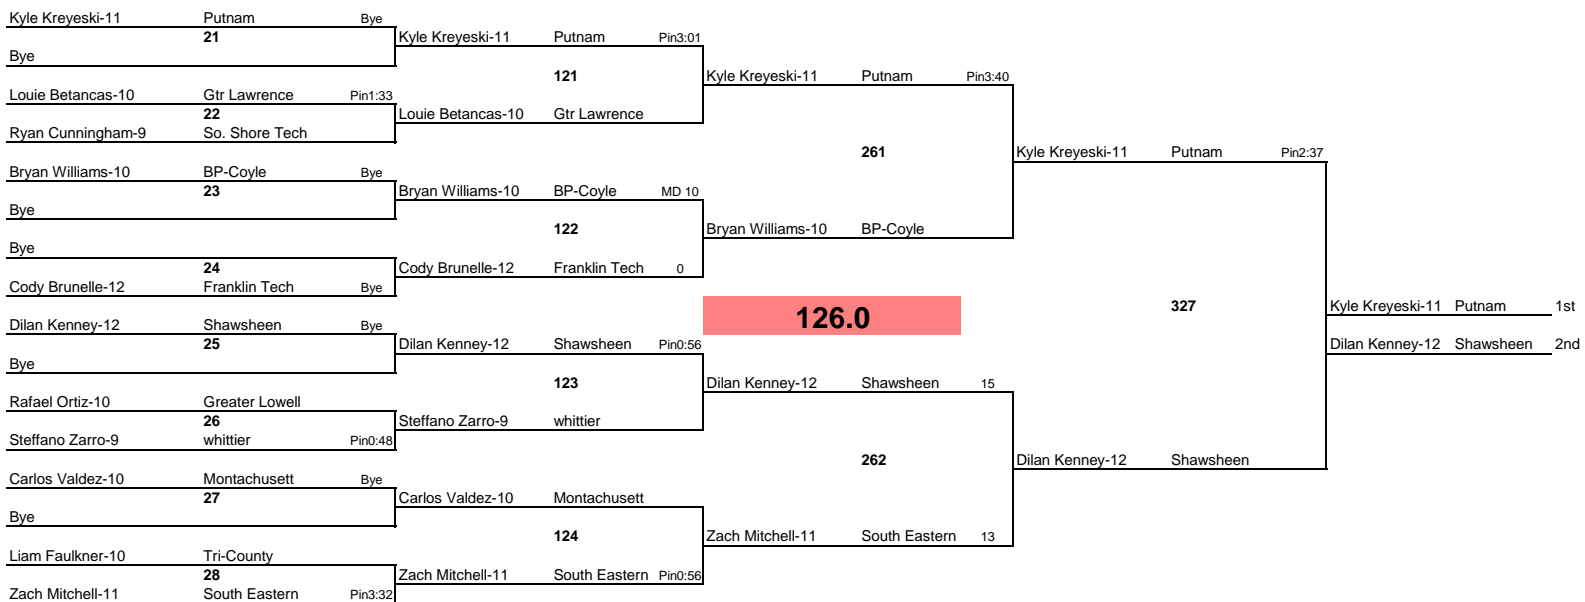 Kyle Kreyeski-11 Putnam Bye
21
Bye
Louie Betancas-10 Gtr Lawrence Pin1:33
22
Ryan Cunningham-9 So. Shore Tech
Bryan Williams-10 BP-Coyle Bye
23
Bye
Bye
24
Cody Brunelle-12 Franklin Tech Bye
Dilan Kenney-12 Shawsheen Bye
25
Bye
Rafael Ortiz-10 Greater Lowell
26
Steffano Zarro-9 whittier Pin0:48
Carlos Valdez-10 Montachusett Bye
27
Bye
Liam Faulkner-10 Tri-County
28
Zach Mitchell-11 South Eastern Pin3:32
Kyle Kreyeski-11 Putnam Pin3:01
121
Louie Betancas-10 Gtr Lawrence
Bryan Williams-10 BP-Coyle MD 10
122
Cody Brunelle-12 Franklin Tech 0
Dilan Kenney-12 Shawsheen Pin0:56
123
Steffano Zarro-9 whittier
Carlos Valdez-10 Montachusett
124
Zach Mitchell-11 South Eastern Pin0:56
Kyle Kreyeski-11 Putnam Pin3:40
261
Bryan Williams-10 BP-Coyle
126.0
Dilan Kenney-12 Shawsheen 15
262
Zach Mitchell-11 South Eastern 13
Kyle Kreyeski-11 Putnam Pin2:37
327
Dilan Kenney-12 Shawsheen
Kyle Kreyeski-11 Putnam 1st
Dilan Kenney-12 Shawsheen 2nd